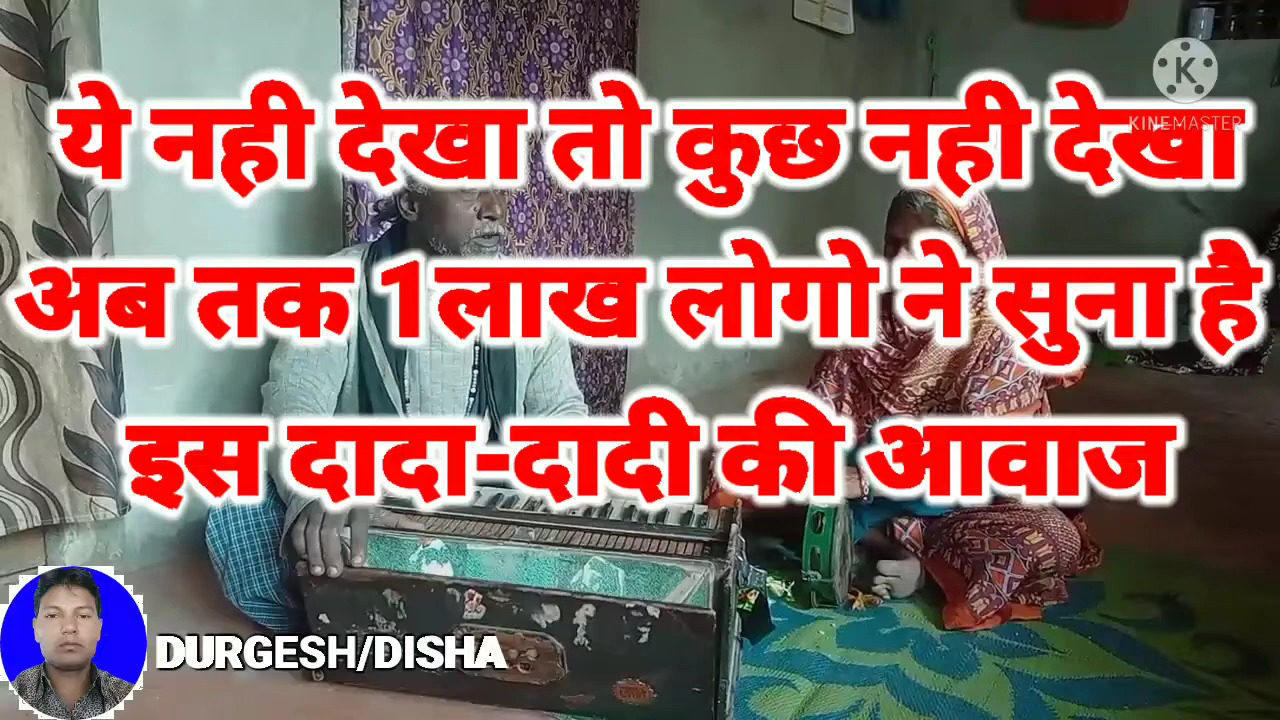 ये नही देखा तो कुछ नही देखा
K
KINEMASTER
अब तक 1लाख लोगो ने सुना है
इस दादा-दादी की आवाज
DURGESH/DISHA